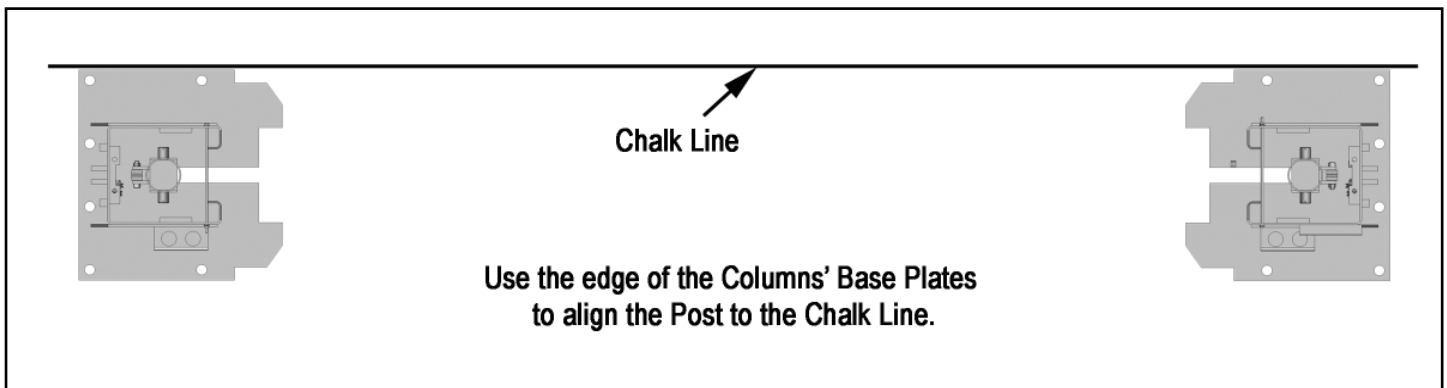 Chalk Line
Use the edge of the Columns’ Base Plates
to align the Post to the Chalk Line.